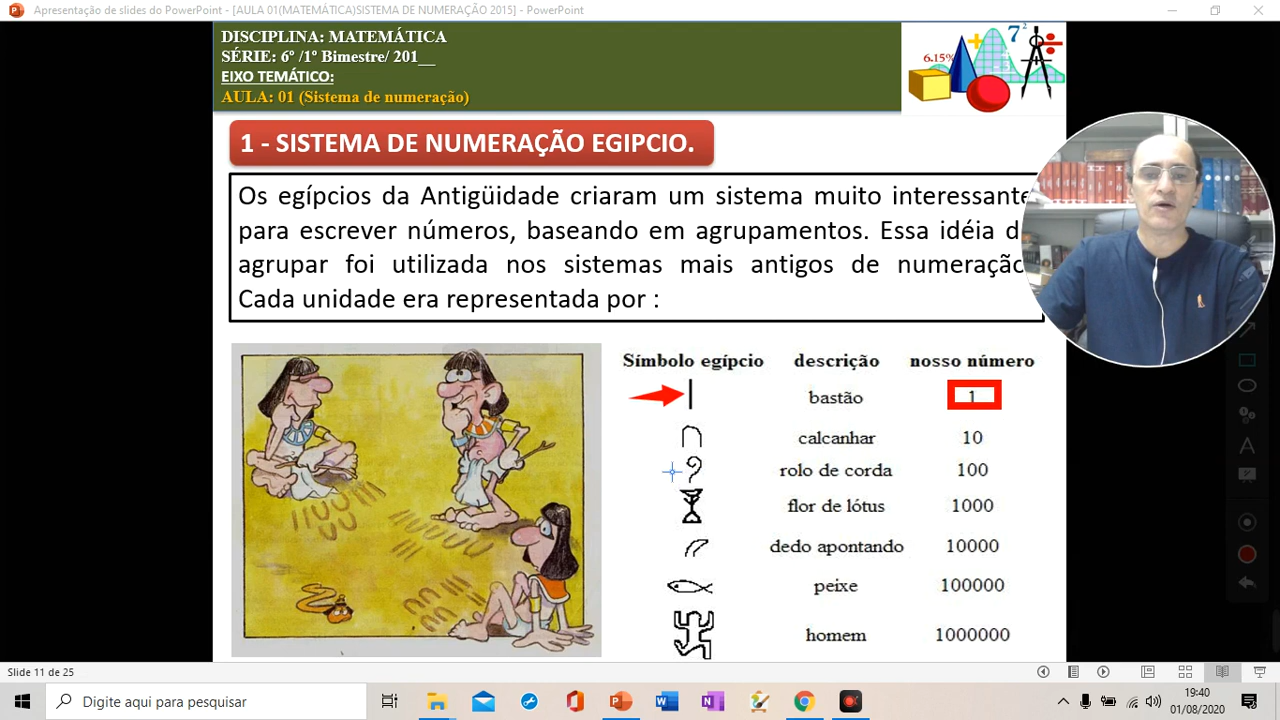 Apresentação de slides do PowerPoint - [AULA 01(MATEMÁTICA)SISTEMA DE NUMERAÇÃO 2015] - PowerPoint
DISCIPLINA: MATEMÁTICA
SÉRIE: 6º /1º Bimestre/ 201__
EIXO TEMÁTICO:
AULA: 01 (Sistema de numeração)
6.15%
7²
1 - SISTEMA DE NUMERAÇÃO EGIPCIO.
Os egípcios da Antigüidade criaram um sistema muito interessante
para escrever números, baseando em agrupamentos. Essa idéia d
agrupar foi utilizada nos sistemas mais antigos de numeração
Cada unidade era representada por :
Símbolo egípcio descrição nosso número
bastão 1
calcanhar 10
rolo de corda 100
flor de lótus 1000
dedo apontando 10000
peixe 100000
homem 1000000
Slide 11 de 25
Digite aqui para pesquisar
19:40
01/08/2020